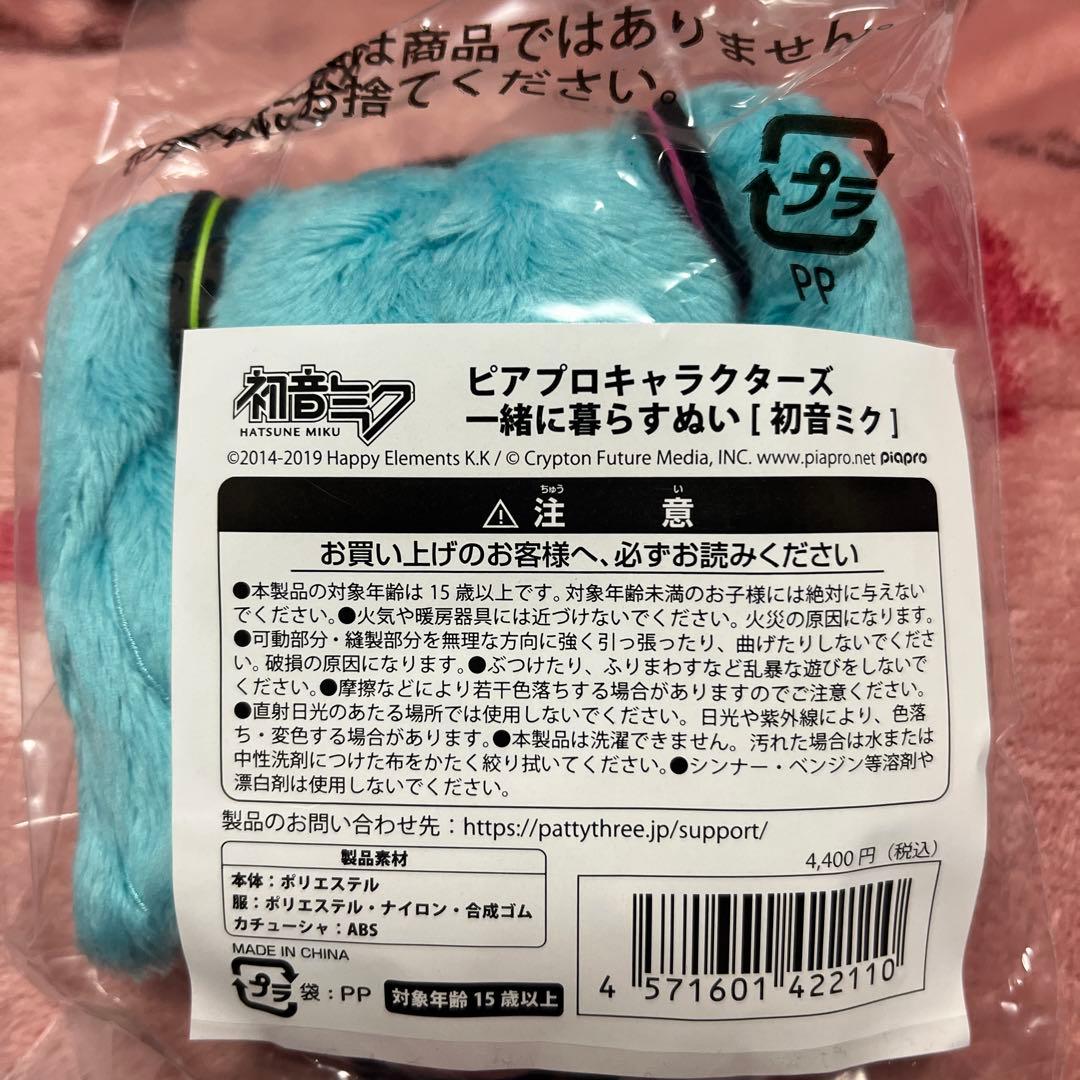 は商品ではありません。
お捨てください。
プラ
PP
初音ミク
HATSUNE MIKU
ピアプロキャラクターズ
一緒に暮らすぬい[初音ミク]
©2014-2019 Happy Elements K.K / © Crypton Future Media, INC. www.piapro.net piapro
ちゅう い
⚠ 注 意
お買い上げのお客様へ、必ずお読みください
●本製品の対象年齢は 15 歳以上です。対象年齢未満のお子様には絶対に与えない
でください。●火気や暖房器具には近づけないでください。火災の原因になります。
●可動部分・縫製部分を無理な方向に強く引っ張ったり、曲げたりしないでくださ
い。破損の原因になります。●ぶつけたり、ふりまわすなど乱暴な遊びをしないで
ください。●摩擦などにより若干色落ちする場合がありますのでご注意ください。
●直射日光のあたる場所では使用しないでください。日光や紫外線により、色落
ち・変色する場合があります。●本製品は洗濯できません。汚れた場合は水または
中性洗剤につけた布をかたく絞り拭いてください。●シンナー・ベンジン等溶剤や
漂白剤は使用しないでください。
製品のお問い合わせ先：https://pattythree.jp/support/
4,400円（税込）
製品素材
本体：ポリエステル
服：ポリエステル・ナイロン・合成ゴム
カチューシャ：ABS
MADE IN CHINA
プラ 袋：PP
対象年齢 15 歳以上
4 571601 422110